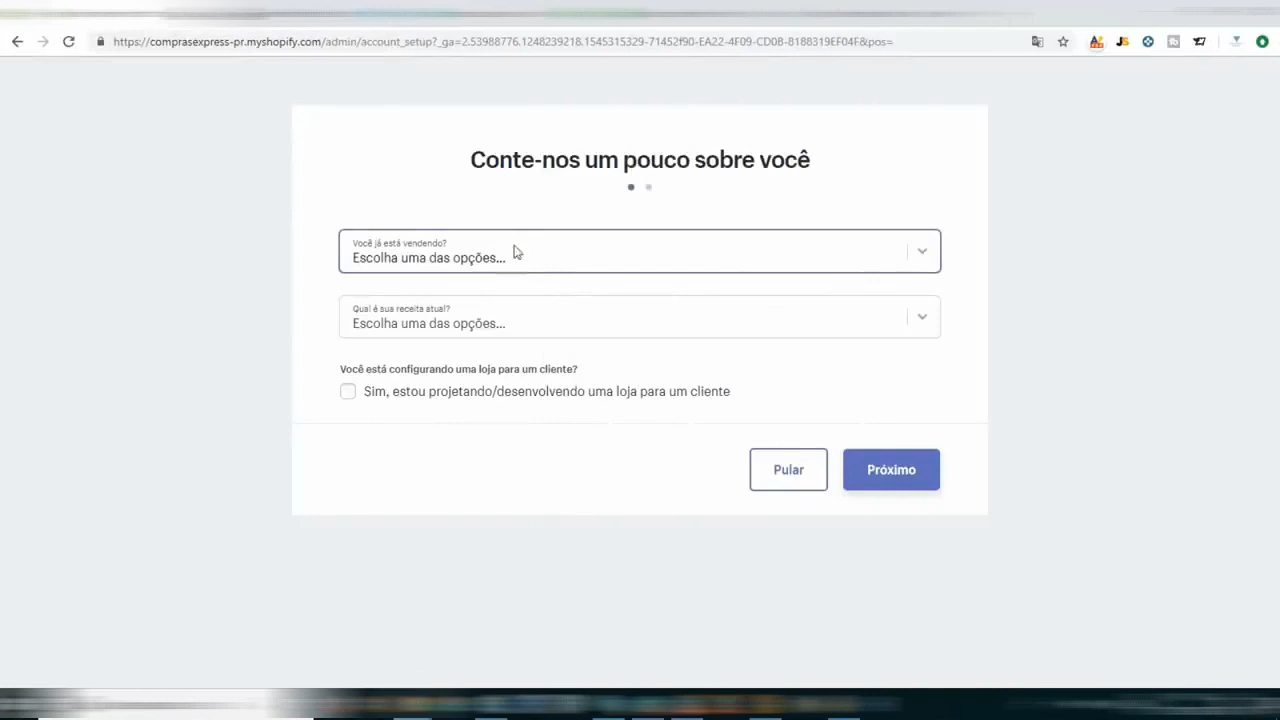 https://comprasexpress-pr.myshopify.com/admin/account_setup?_ga=2.53988776.1248239218.1545315329-71452f90-EA22-4F09-CD0B-8188319EF04F&pos=
Conte-nos um pouco sobre você
Você já está vendendo?
Escolha uma das opções...
Qual é sua receita atual?
Escolha uma das opções...
Você está configurando uma loja para um cliente?
Sim, estou projetando/desenvolvendo uma loja para um cliente
Pular
Próximo